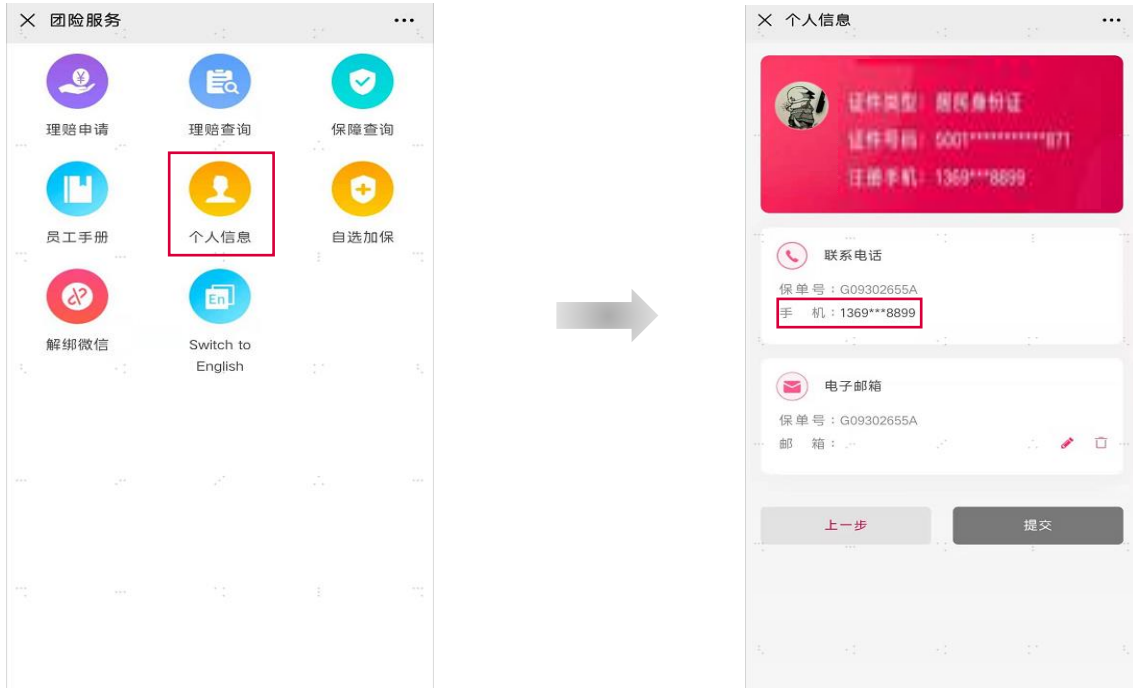 团险服务
理赔申请
理赔查询
保障查询
员工手册
个人信息
自选加保
解绑微信
En
Switch to
English
个人信息
证件类型：居民身份证
证件号码：5001************871
注册手机：1369***8899
联系电话
保单号：G09302655A
手 机：1369***8899
电子邮箱
保单号：G09302655A
邮 箱：
上一步
提交